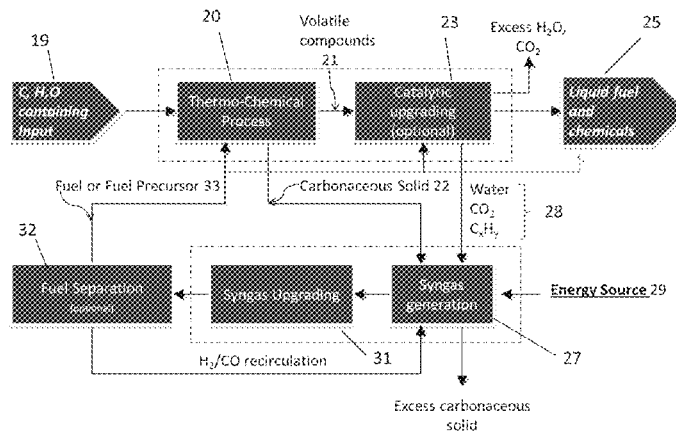 19
20
Volatile
compounds
21
23
Excess H₂O,
CO₂
25
C, H, O
containing
Input
Thermo-Chemical
Process
Catalytic
upgrading
(optional)
Liquid fuel
and
chemicals
Fuel or Fuel Precursor 33
Carbonaceous Solid 22
Water
CO₂
CₓHᵧ
28
32
Fuel Separation
(optional)
Syngas Upgrading
Syngas
generation
Energy Source 29
H₂/CO recirculation
31
27
Excess carbonaceous
solid